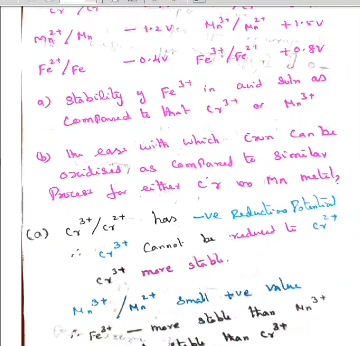 Cr / Cr
Mn²⁺/Mn — 1.2 V Mn³⁺/Mn²⁺ +1.5V
Fe²⁺/Fe — 0.4V Fe³⁺/Fe²⁺ +0.8V
a) stability of Fe³⁺ in acid soln as
compared to that Cr³⁺ or Mn³⁺
(b) the ease with which can be
oxidised, as compared to similar
Process for either Cr or Mn metal?
(a) Cr³⁺/Cr²⁺ has -ve Reduction Potential
∴ Cr³⁺ cannot be reduced to Cr²⁺
Cr³⁺ more stable.
Mn³⁺/Mn²⁺ small +ve value
∴ Fe³⁺ — more stable than Mn³⁺
stable than Cr³⁺